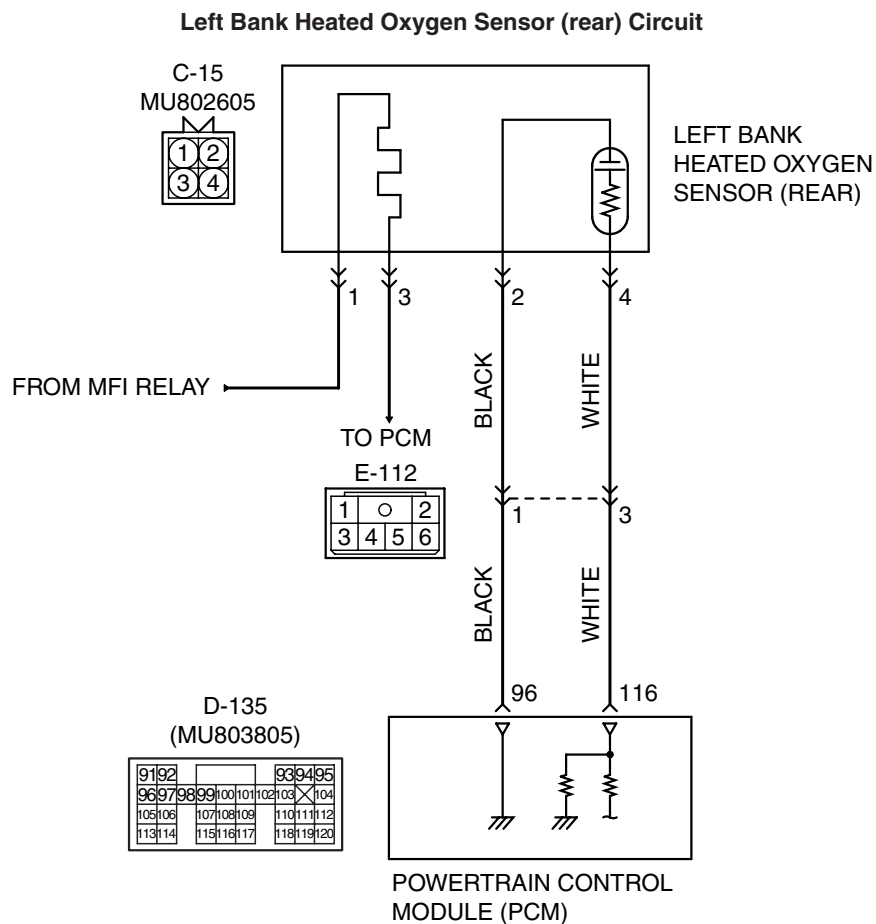 Left Bank Heated Oxygen Sensor (rear) Circuit
C-15
MU802605
1 2
3 4
LEFT BANK
HEATED OXYGEN
SENSOR (REAR)
1 3 2 4
FROM MFI RELAY
BLACK WHITE
TO PCM
E-112
1 2
3 4 5 6
1 3
BLACK WHITE
96 116
D-135
(MU803805)
91 92 93 94 95
96 97 98 99 100 101 102 103 104
105 106 107 108 109 110 111 112
113 114 115 116 117 118 119 120
POWERTRAIN CONTROL
MODULE (PCM)